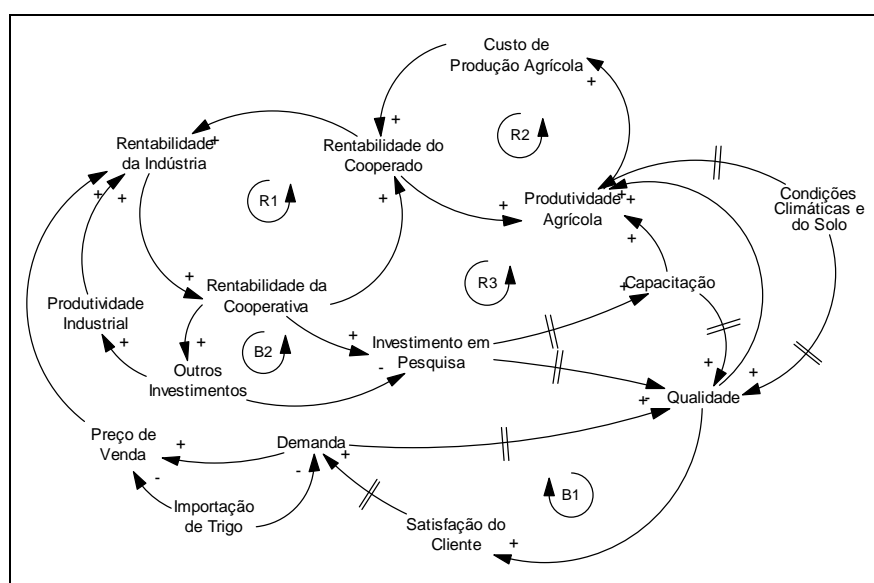 Custo de
Produção Agrícola
+
+
R2
Rentabilidade
da Indústria
+
Rentabilidade do
Cooperado
+
+
+
R1
Produtividade
Agrícola
+
+
+
+
Condições
Climáticas e
do Solo
R3
Capacitação
+
Rentabilidade da
Cooperativa
+
Produtividade
Industrial
+
B2
+
Outros
Investimentos
+
-
Investimento em
Pesquisa
+
+
Qualidade
+
-
Preço de
Venda
+
Demanda
+
-
-
B1
Importação
de Trigo
Satisfação do
Cliente
+